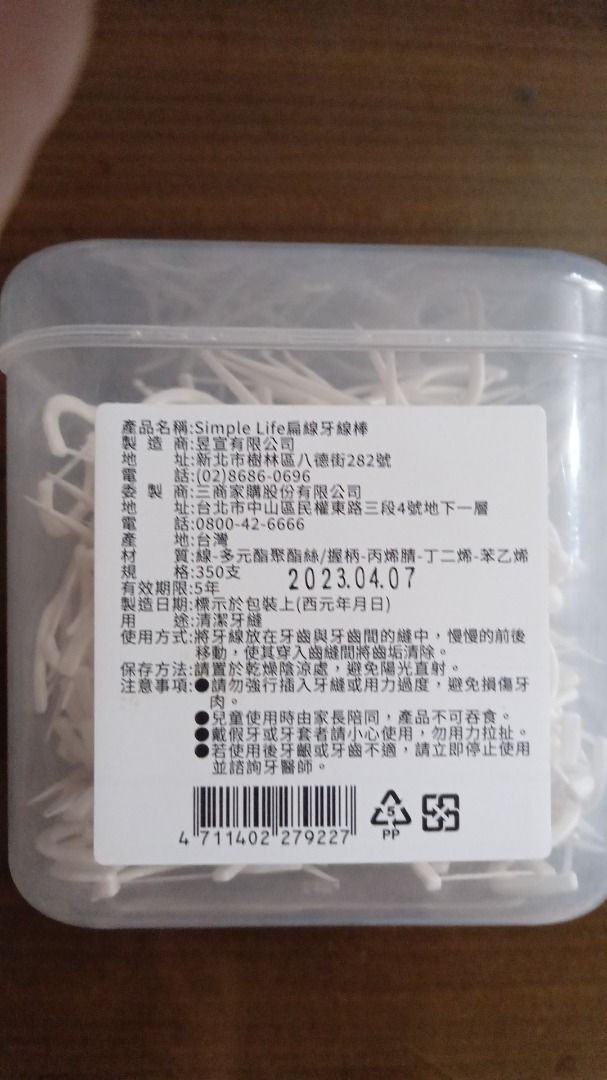 產品名稱:Simple Life扁線牙線棒
製造商:昱宣有限公司
地址:新北市樹林區八德街282號
電話:(02)8686-0696
委製商:三商家購股份有限公司
地址:台北市中山區民權東路三段4號地下一層
電話:0800-42-6666
產地:台灣
材質:線-多元酯聚酯絲/握柄-丙烯腈-丁二烯-苯乙烯
規格:350支
2023.04.07
有效期限:5年
製造日期:標示於包裝上(西元年月日)
用途:清潔牙縫
使用方式:將牙線放在牙齒與牙齒間的縫中，慢慢的前後
移動，使其穿入齒縫間將齒垢清除。
保存方法:請置於乾燥陰涼處，避免陽光直射。
注意事項:●請勿強行插入牙縫或用力過度，避免損傷牙
肉。
●兒童使用時由家長陪同，產品不可吞食。
●戴假牙或牙套者請小心使用，勿用力拉扯。
●若使用後牙齦或牙齒不適，請立即停止使用
並諮詢牙醫師。
4 711402 279227
5
PP